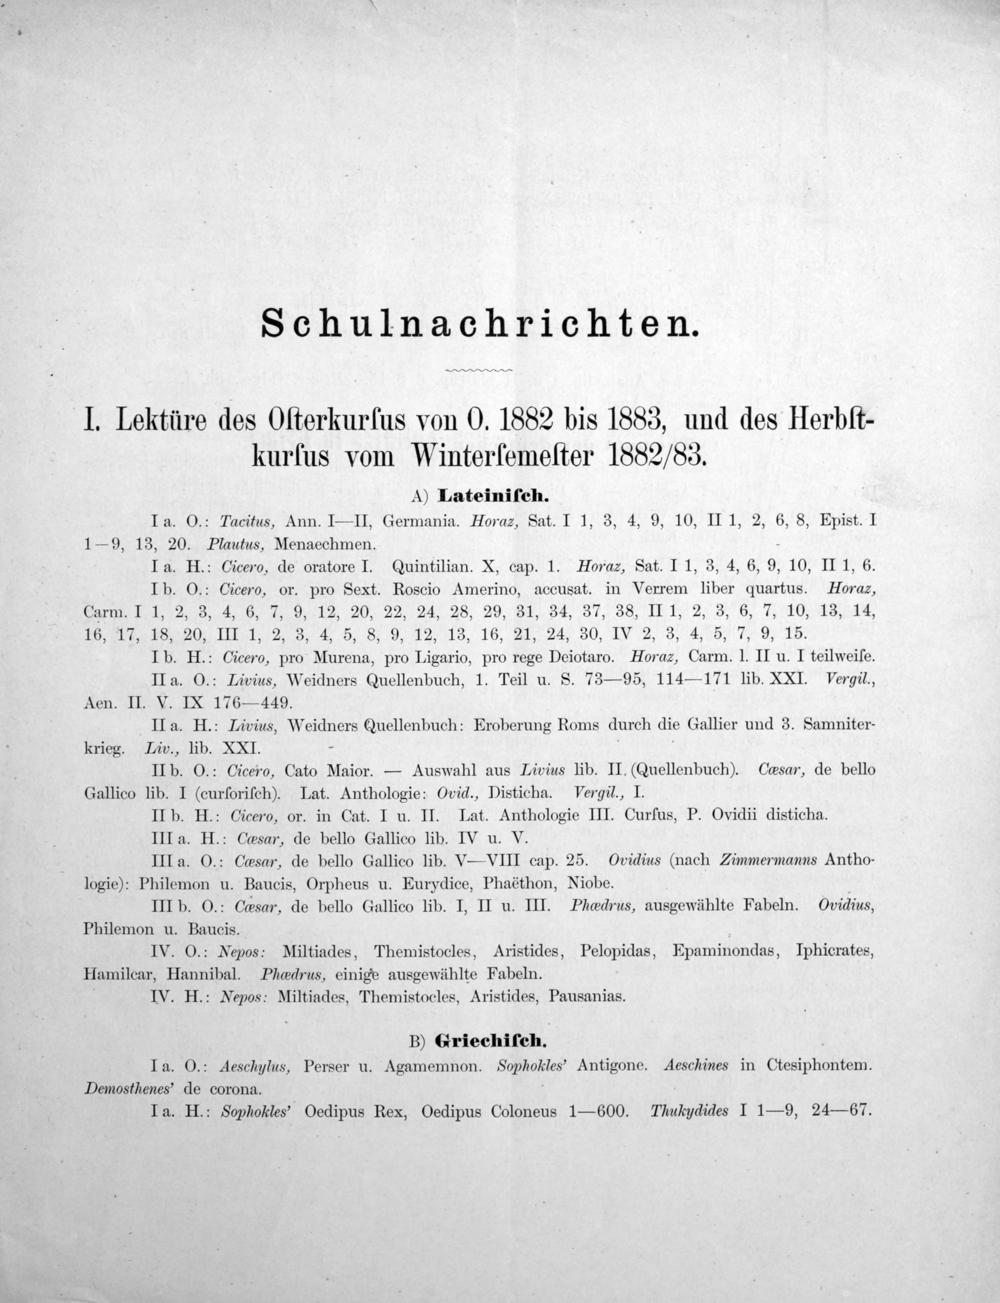 Schulnachrichten.
I. Lektüre des Oſterkurſus von O. 1882 bis 1883, und des Herbſt-
kurſus vom Winterſemeſter 1882/83.
A) Lateiniſch.
I a. O.: Tacitus, Ann. I—II, Germania. Horaz, Sat. I 1, 3, 4, 9, 10, II 1, 2, 6, 8, Epist. I
1—9, 13, 20. Plautus, Menaechmen.
I a. H.: Cicero, de oratore I. Quintilian. X, cap. 1. Horaz, Sat. I 1, 3, 4, 6, 9, 10, II 1, 6.
I b. O.: Cicero, or. pro Sext. Roscio Amerino, accusat. in Verrem liber quartus. Horaz,
Carm. I 1, 2, 3, 4, 6, 7, 9, 12, 20, 22, 24, 28, 29, 31, 34, 37, 38, II 1, 2, 3, 6, 7, 10, 13, 14,
16, 17, 18, 20, III 1, 2, 3, 4, 5, 8, 9, 12, 13, 16, 21, 24, 30, IV 2, 3, 4, 5, 7, 9, 15.
I b. H.: Cicero, pro Murena, pro Ligario, pro rege Deiotaro. Horaz, Carm. l. II u. I teilweiſe.
II a. O.: Livius, Weidners Quellenbuch, 1. Teil u. S. 73—95, 114—171 lib. XXI. Vergil.,
Aen. II. V. IX 176—449.
II a. H.: Livius, Weidners Quellenbuch: Eroberung Roms durch die Gallier und 3. Samniter-
krieg. Liv., lib. XXI.
II b. O.: Cicero, Cato Maior. — Auswahl aus Livius lib. II. (Quellenbuch). Cæsar, de bello
Gallico lib. I (curſoriſch). Lat. Anthologie: Ovid., Disticha. Vergil., I.
II b. H.: Cicero, or. in Cat. I u. II. Lat. Anthologie III. Curſus, P. Ovidii disticha.
III a. H.: Cæsar, de bello Gallico lib. IV u. V.
III a. O.: Cæsar, de bello Gallico lib. V—VIII cap. 25. Ovidius (nach Zimmermanns Antho-
logie): Philemon u. Baucis, Orpheus u. Eurydice, Phaëthon, Niobe.
III b. O.: Cæsar, de bello Gallico lib. I, II u. III. Phædrus, ausgewählte Fabeln. Ovidius,
Philemon u. Baucis.
IV. O.: Nepos: Miltiades, Themistocles, Aristides, Pelopidas, Epaminondas, Iphicrates,
Hamilcar, Hannibal. Phædrus, einige ausgewählte Fabeln.
IV. H.: Nepos: Miltiades, Themistocles, Aristides, Pausanias.
B) Griechiſch.
I a. O.: Aeschylus, Perser u. Agamemnon. Sophokles' Antigone. Aeschines in Ctesiphontem.
Demosthenes' de corona.
I a. H.: Sophokles' Oedipus Rex, Oedipus Coloneus 1—600. Thukydides I 1—9, 24—67.